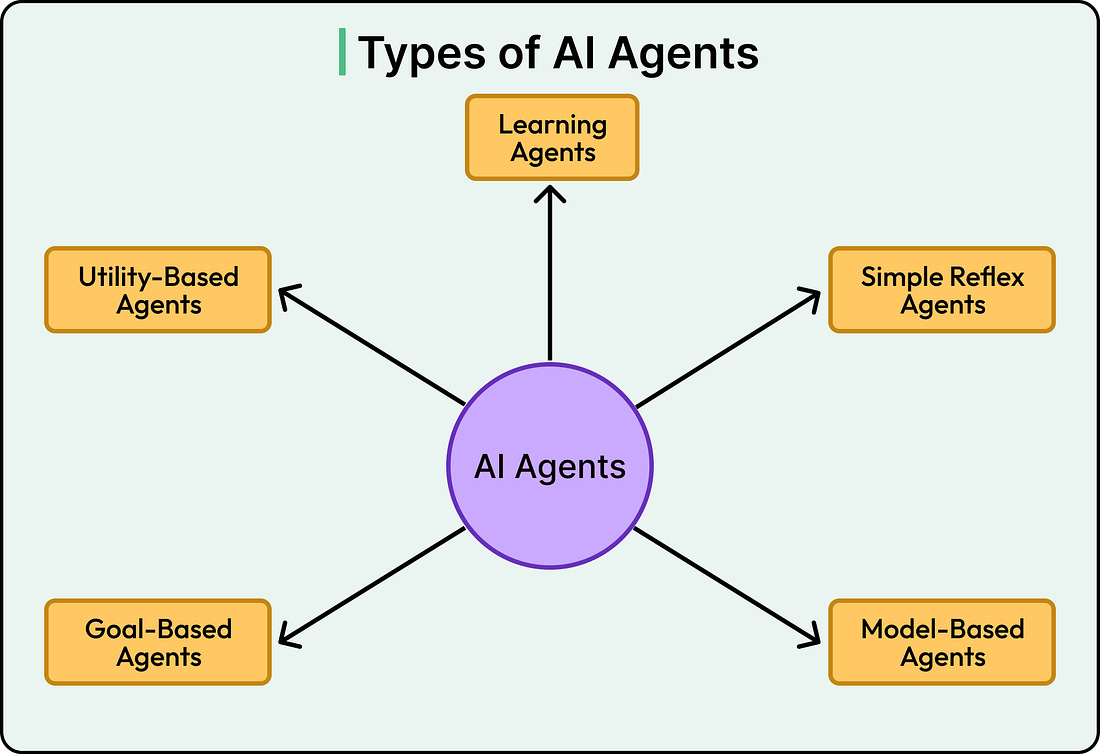 Types of AI Agents
Learning
Agents
Utility-Based
Agents
Simple Reflex
Agents
AI Agents
Goal-Based
Agents
Model-Based
Agents